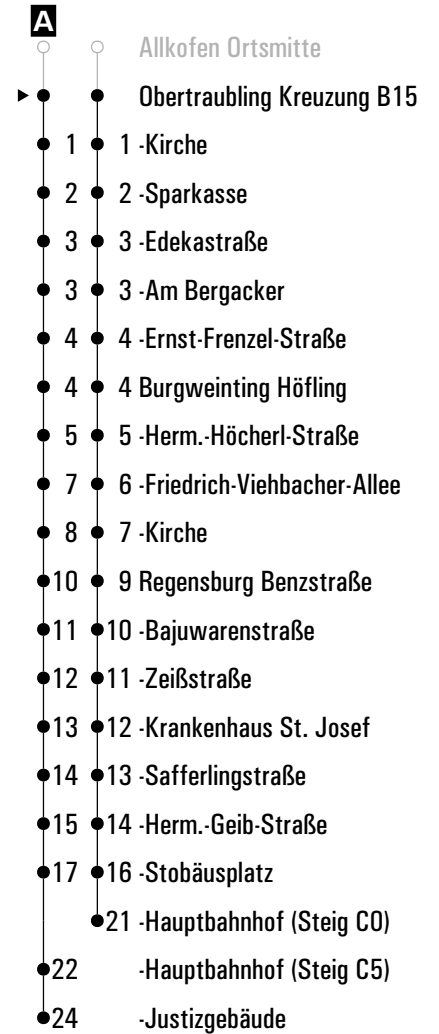 A
Allkofen Ortsmitte
Obertraubling Kreuzung B15
1 1 -Kirche
2 2 -Sparkasse
3 3 -Edekastraße
3 3 -Am Bergacker
4 4 -Ernst-Frenzel-Straße
4 4 Burgweinting Höfling
5 5 -Herm.-Höcherl-Straße
7 6 -Friedrich-Viehbacher-Allee
8 7 -Kirche
10 9 Regensburg Benzstraße
11 10 -Bajuwarenstraße
12 11 -Zeißstraße
13 12 -Krankenhaus St. Josef
14 13 -Safferlingstraße
15 14 -Herm.-Geib-Straße
17 16 -Stobäusplatz
21 -Hauptbahnhof (Steig C0)
22 -Hauptbahnhof (Steig C5)
24 -Justizgebäude